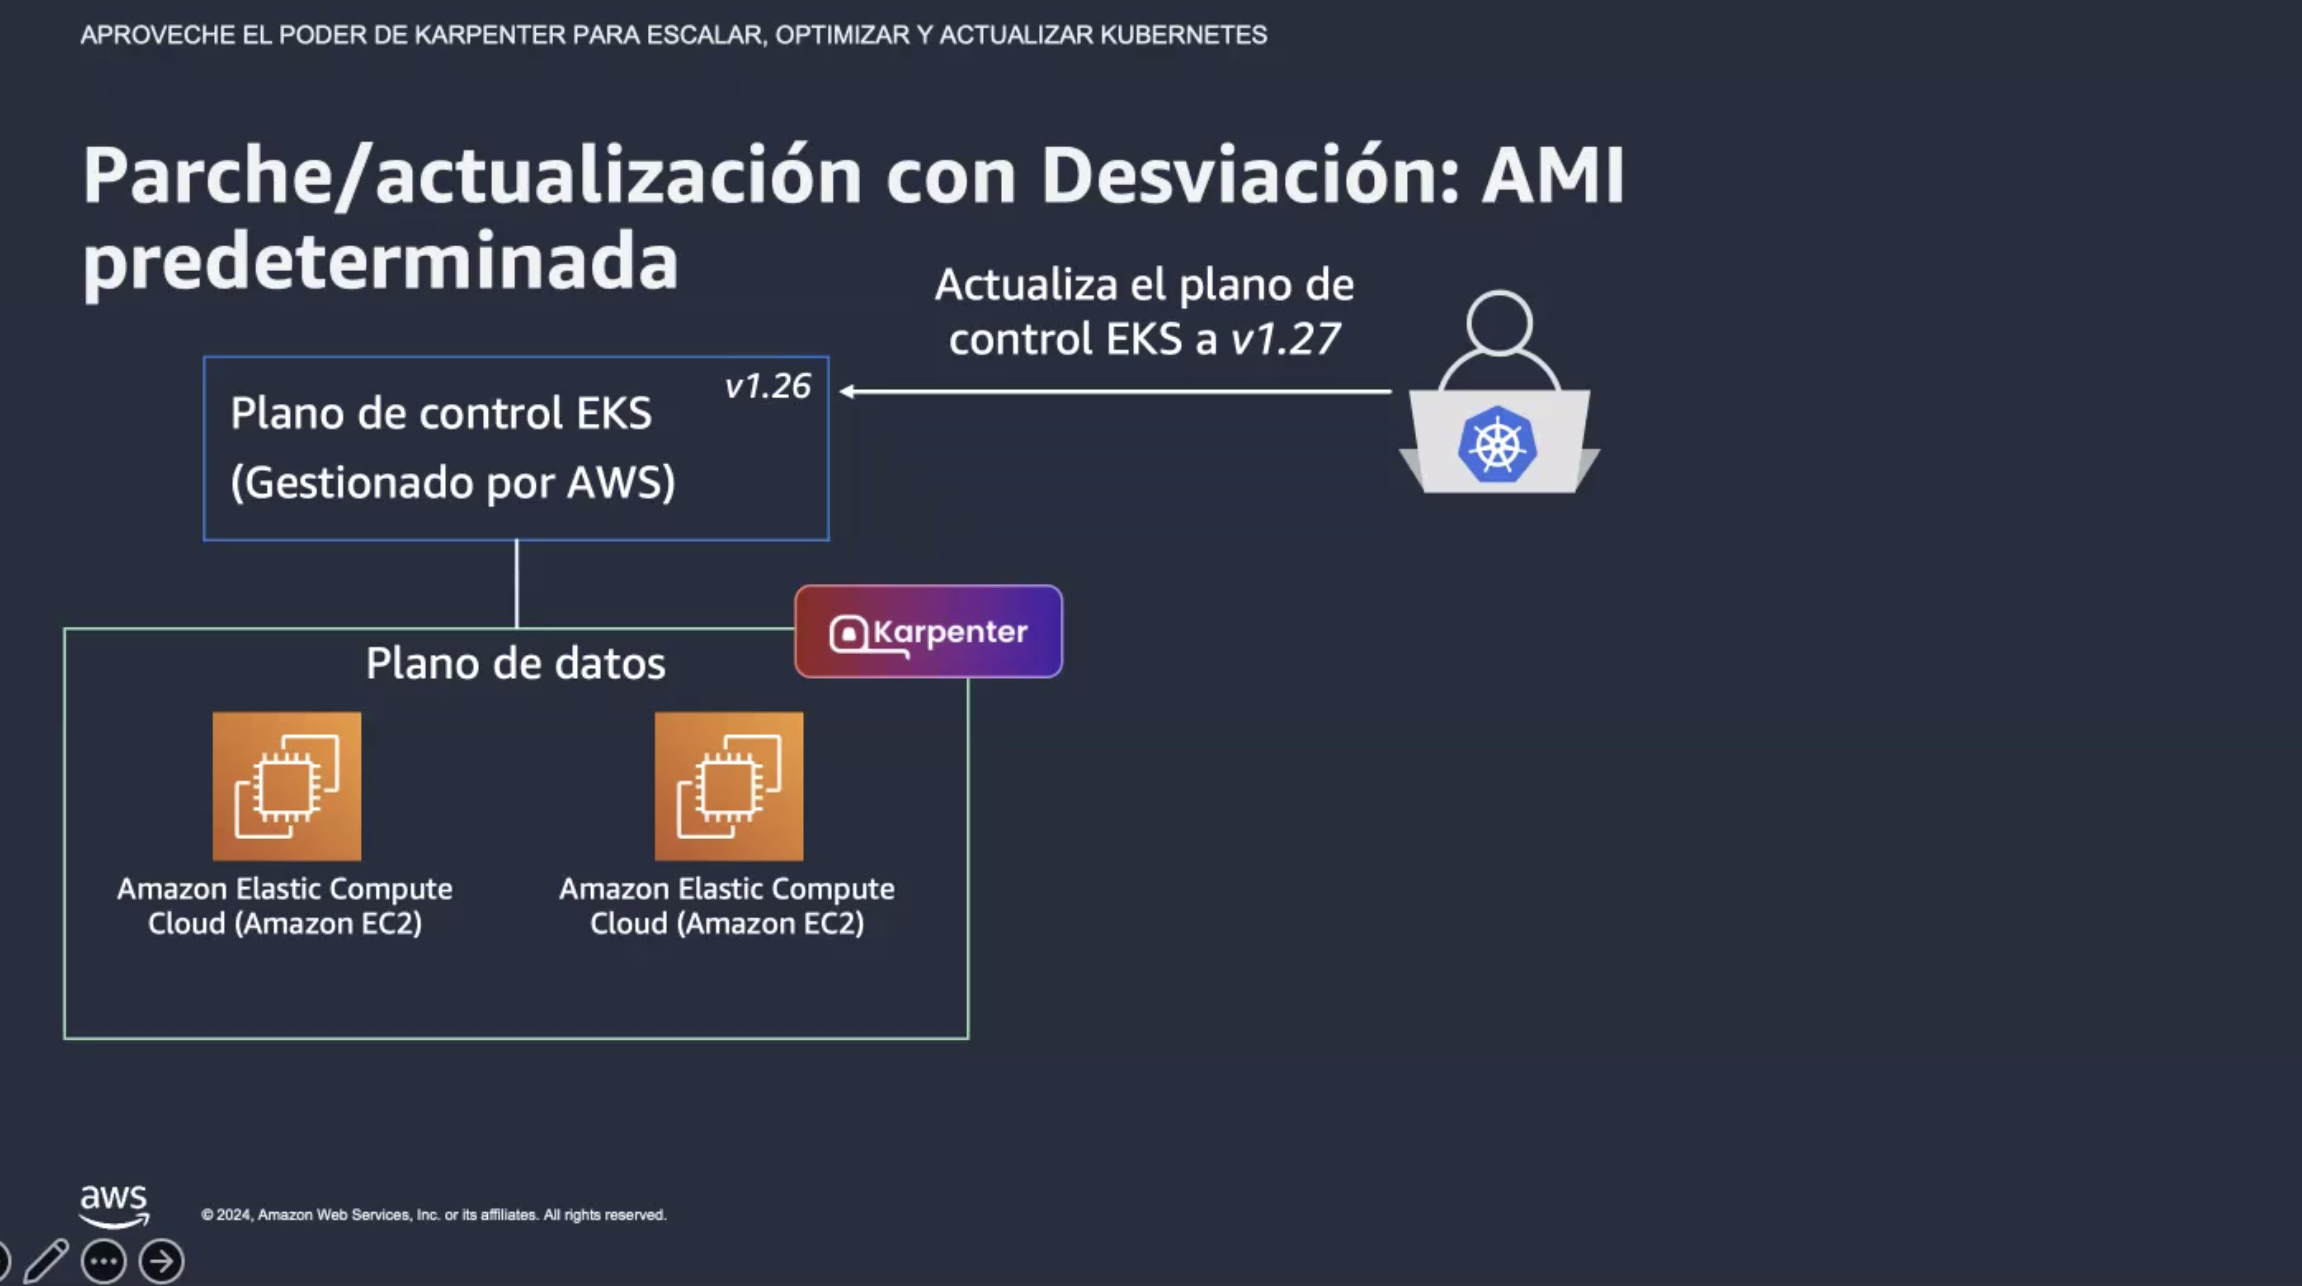 APROVECHE EL PODER DE KARPENTER PARA ESCALAR, OPTIMIZAR Y ACTUALIZAR KUBERNETES
Parche/actualización con Desviación: AMI
predeterminada
Actualiza el plano de
control EKS a v1.27
v1.26
Plano de control EKS
(Gestionado por AWS)
Karpenter
Plano de datos
Amazon Elastic Compute
Cloud (Amazon EC2)
Amazon Elastic Compute
Cloud (Amazon EC2)
aws
© 2024, Amazon Web Services, Inc. or its affiliates. All rights reserved.